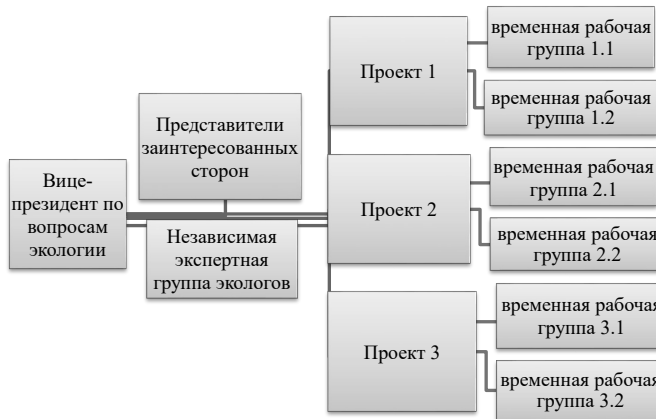 Вице-
президент по
вопросам
экологии
Представители
заинтересованных
сторон
Независимая
экспертная
группа экологов
Проект 1
временная рабочая
группа 1.1
временная рабочая
группа 1.2
Проект 2
временная рабочая
группа 2.1
временная рабочая
группа 2.2
Проект 3
временная рабочая
группа 3.1
временная рабочая
группа 3.2